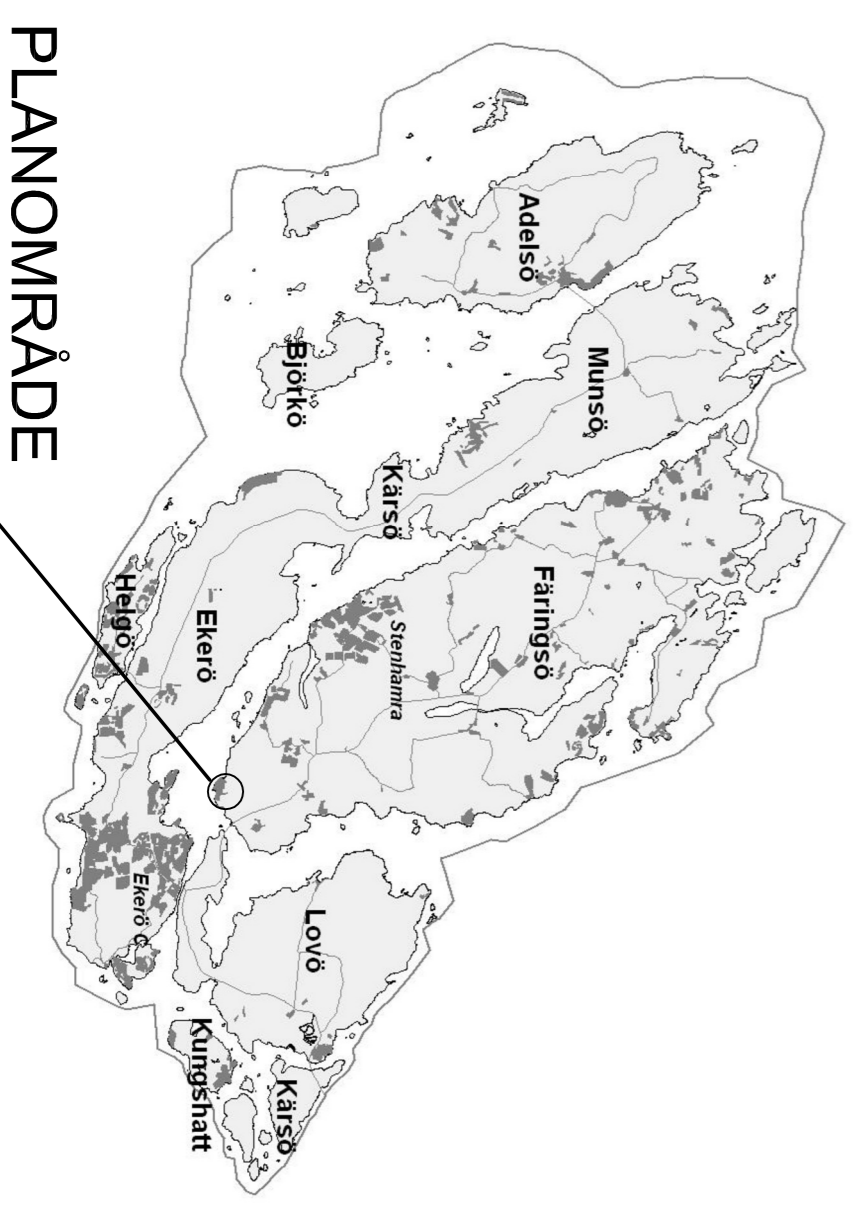 PLANOMRÅDE
Adelsö
Munsö
Björkö
Kärsö
Färingsö
Stenhamra
Helgö
Ekerö
Ekerö C
Lovö
Kungshatt
Kärsö